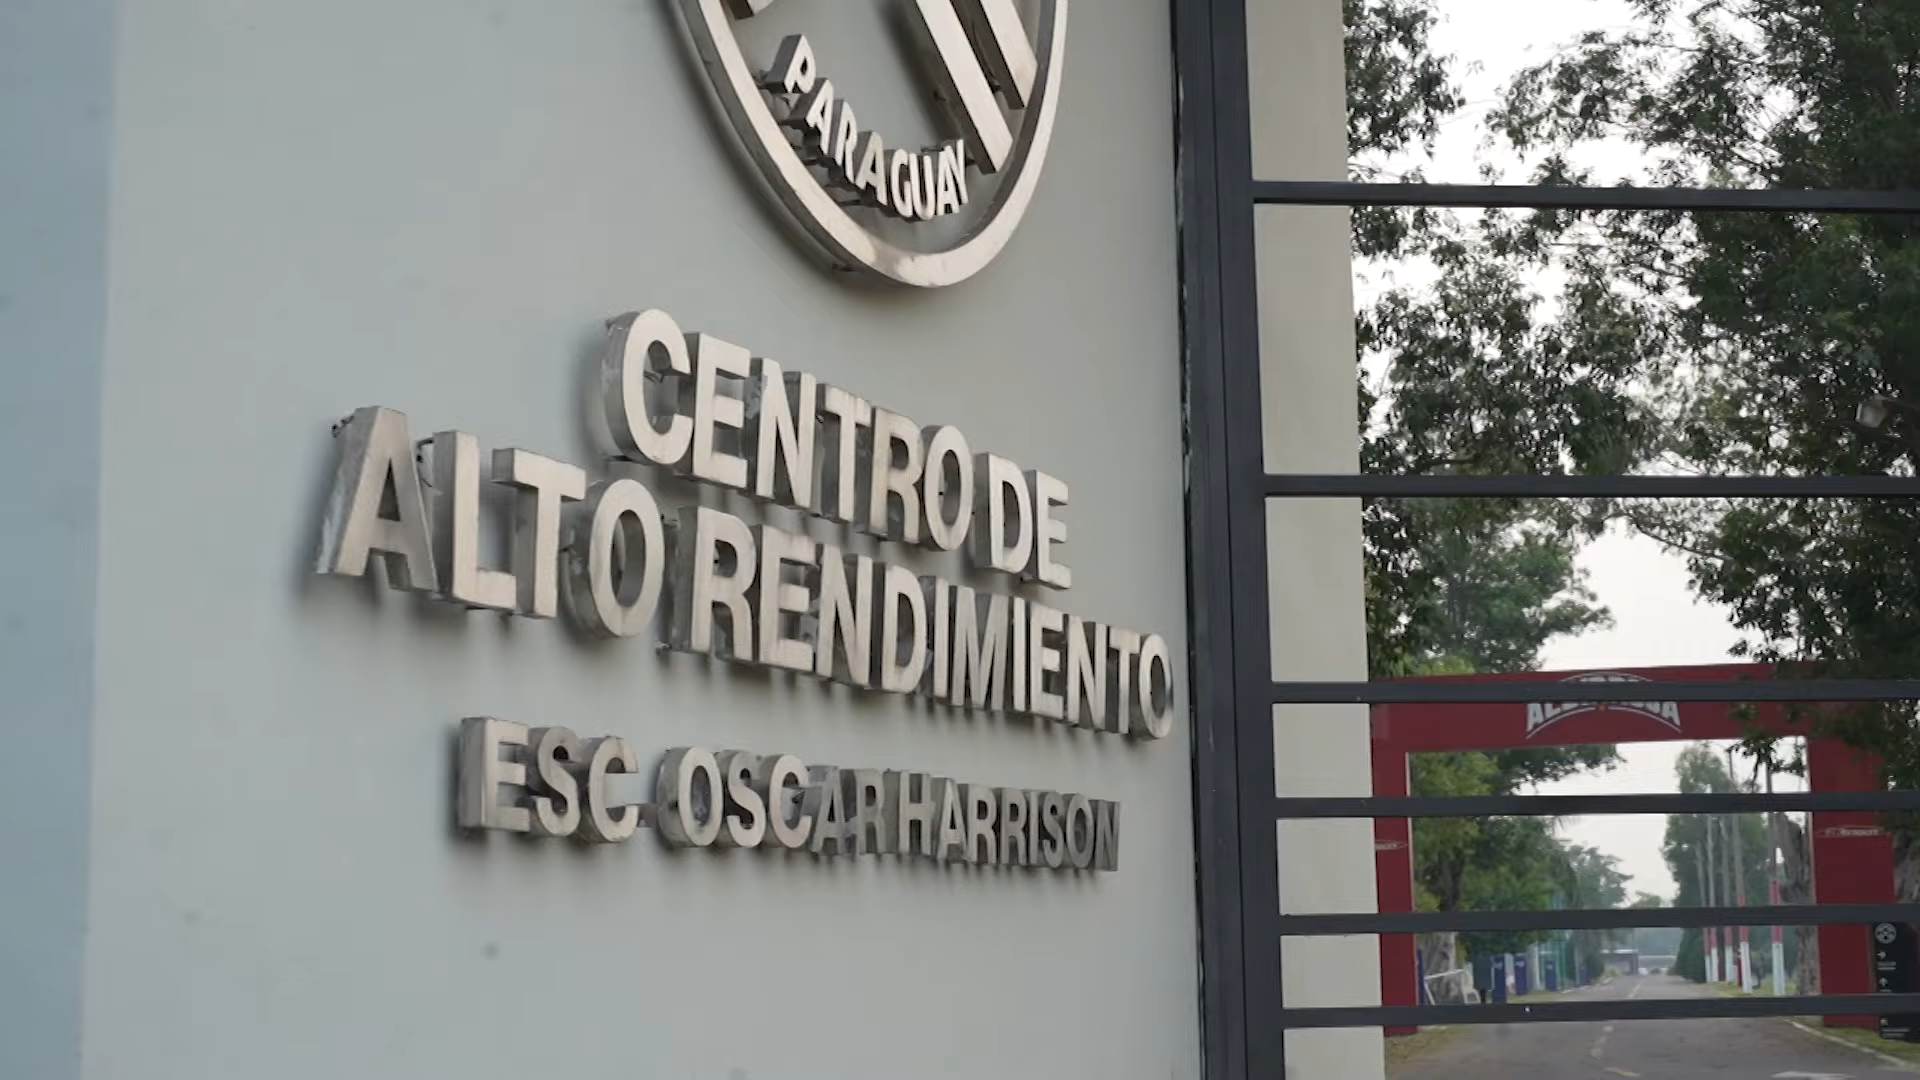 PARAGUAY
CENTRO DE
ALTO RENDIMIENTO
ESC OSCAR HARRISON